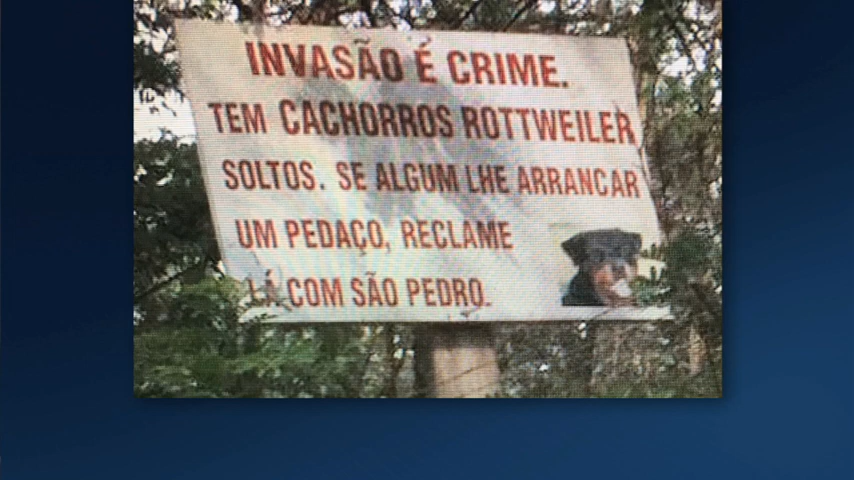 INVASÃO É CRIME.
TEM CACHORROS ROTTWEILER
SOLTOS. SE ALGUM LHE ARRANCAR
UM PEDAÇO, RECLAME
LÁ COM SÃO PEDRO.